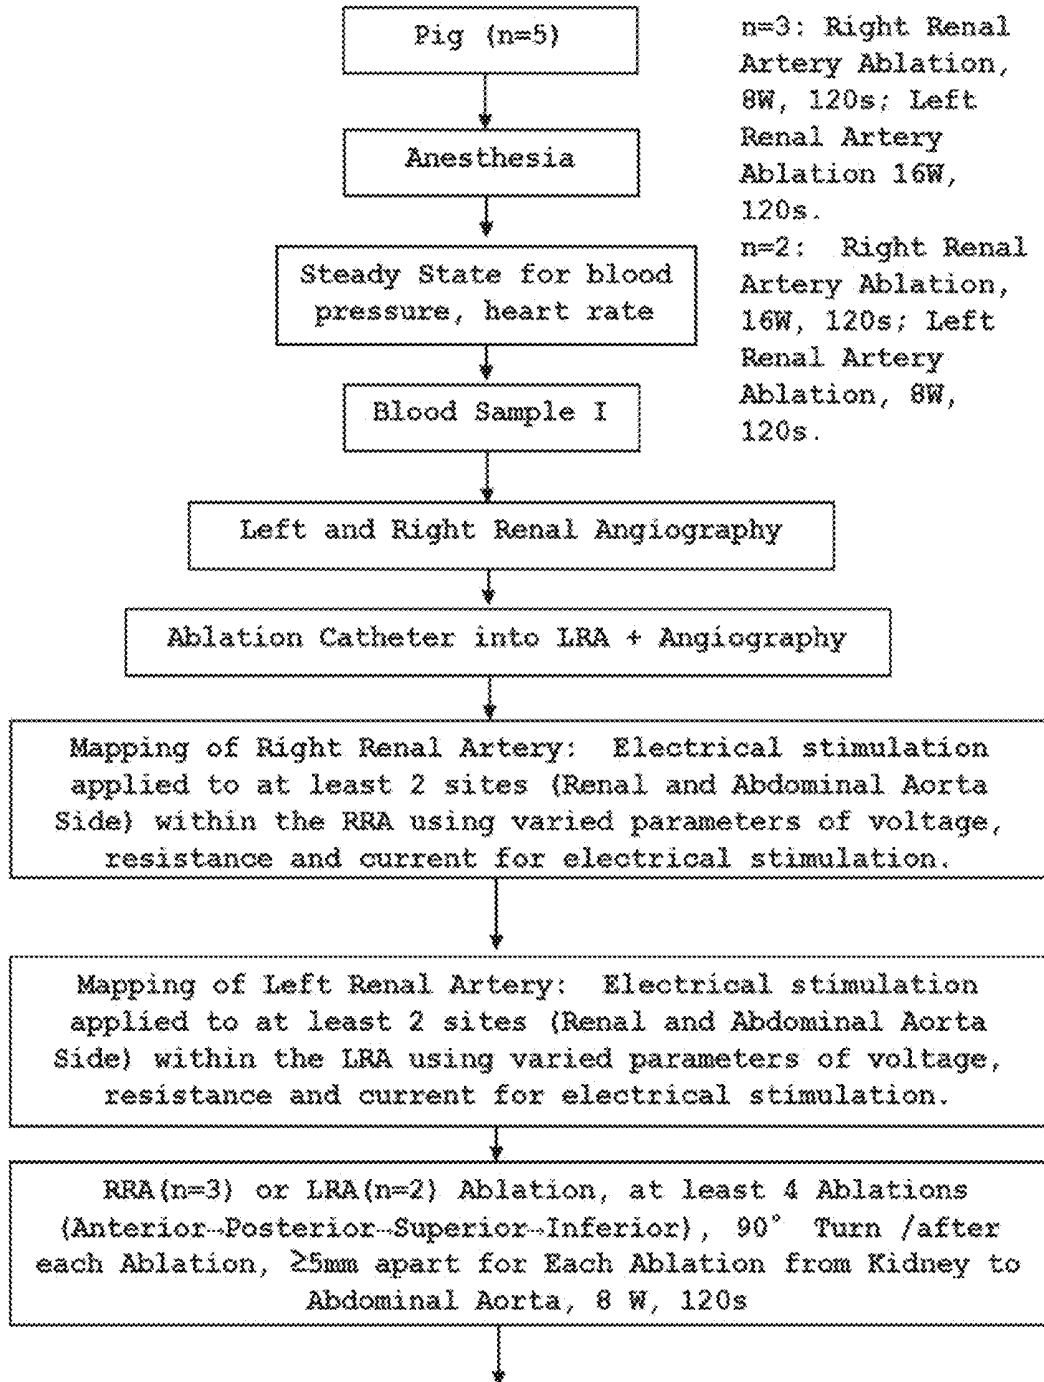 Pig (n=5)
n=3: Right Renal
Artery Ablation,
8W, 120s; Left
Renal Artery
Ablation 16W,
120s.
n=2: Right Renal
Artery Ablation,
16W, 120s; Left
Renal Artery
Ablation, 8W,
120s.
Anesthesia
Steady State for blood
pressure, heart rate
Blood Sample I
Left and Right Renal Angiography
Ablation Catheter into LRA + Angiography
Mapping of Right Renal Artery: Electrical stimulation
applied to at least 2 sites (Renal and Abdominal Aorta
Side) within the RRA using varied parameters of voltage,
resistance and current for electrical stimulation.
Mapping of Left Renal Artery: Electrical stimulation
applied to at least 2 sites (Renal and Abdominal Aorta
Side) within the LRA using varied parameters of voltage,
resistance and current for electrical stimulation.
RRA(n=3) or LRA(n=2) Ablation, at least 4 Ablations
(Anterior→Posterior→Superior→Inferior), 90° Turn /after
each Ablation, ≥5mm apart for Each Ablation from Kidney to
Abdominal Aorta, 8 W, 120s